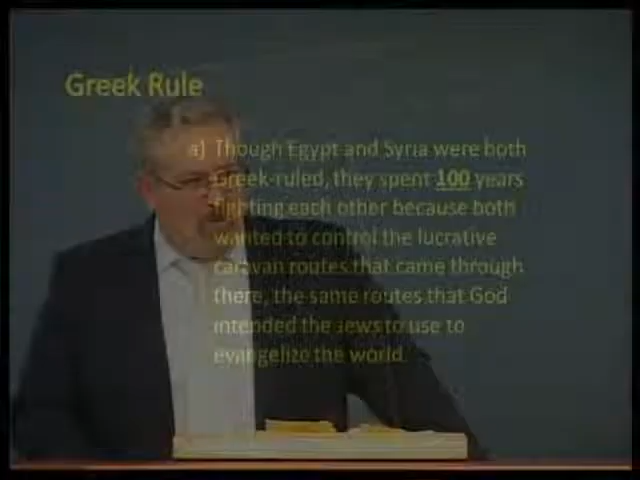 Greek Rule
a) Though Egypt and Syria were both
Greek-ruled, they spent 100 years
fighting each other because both
wanted to control the lucrative
caravan routes that came through
there, the same routes that God
intended the Jews to use to
evangelize the world.